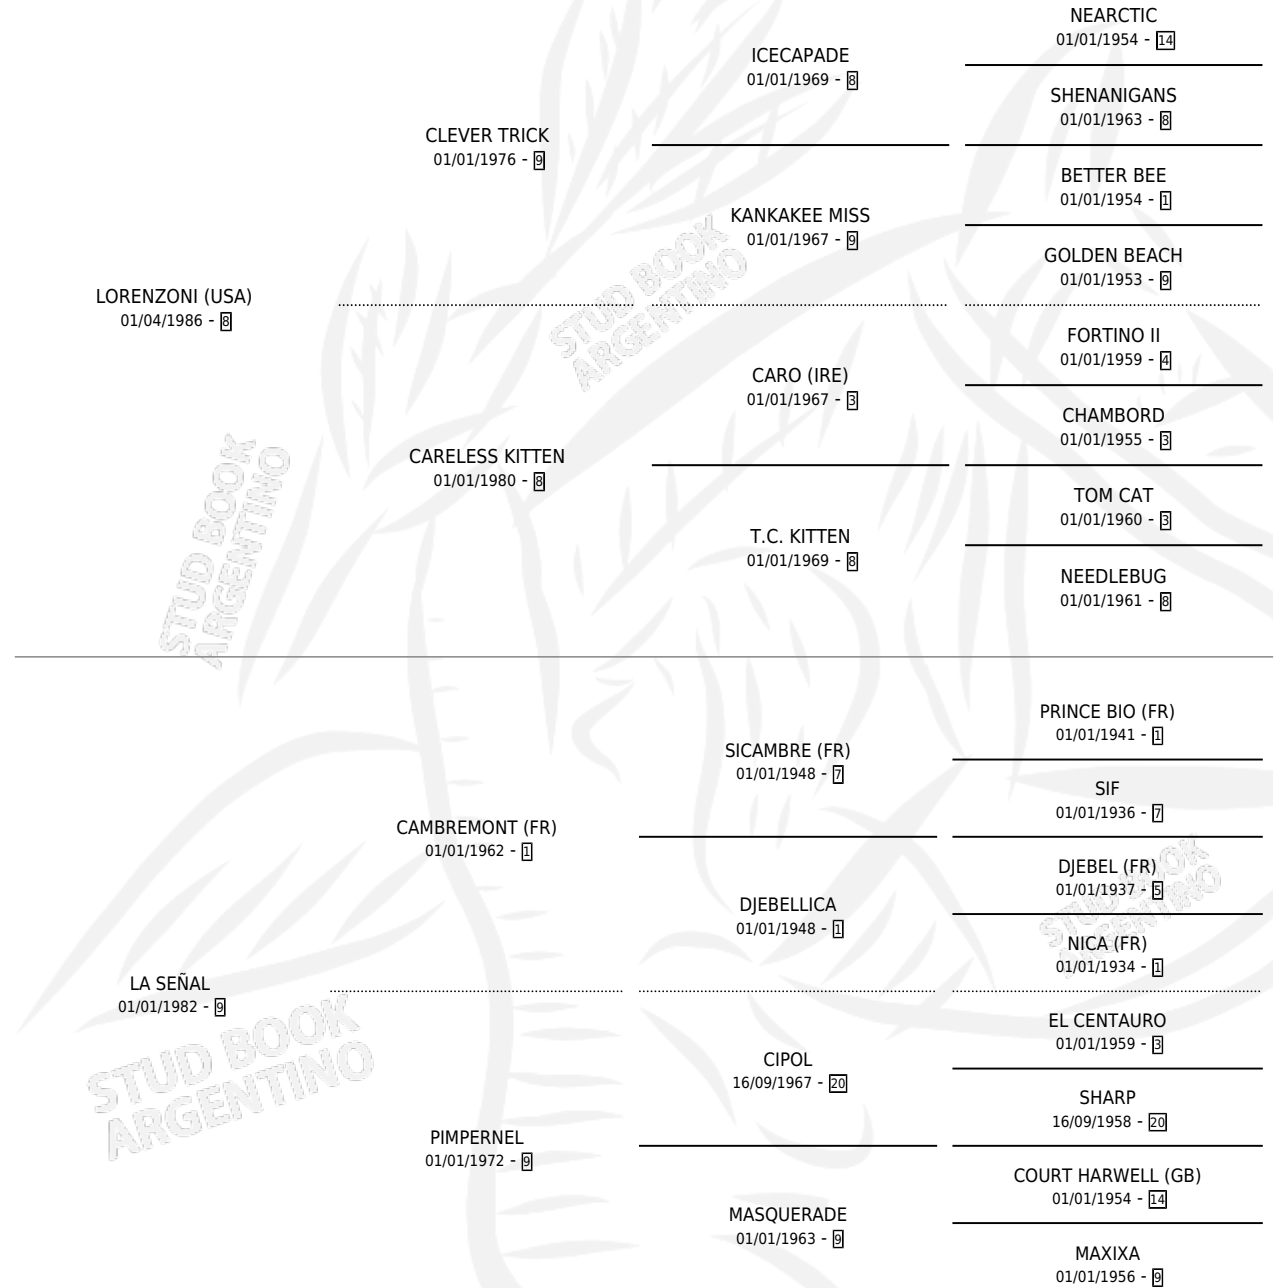 NEARCTIC
01/01/1954 - 14
ICECAPADE
01/01/1969 - 8
SHENANIGANS
01/01/1963 - 8
CLEVER TRICK
01/01/1976 - 9
BETTER BEE
01/01/1954 - 1
KANKAKEE MISS
01/01/1967 - 9
GOLDEN BEACH
01/01/1953 - 9
LORENZONI (USA)
01/04/1986 - 8
STUD BOOK
ARGENTINO
FORTINO II
01/01/1959 - 4
CARO (IRE)
01/01/1967 - 3
CHAMBORD
01/01/1955 - 3
CARELESS KITTEN
01/01/1980 - 8
TOM CAT
01/01/1960 - 3
T.C. KITTEN
01/01/1969 - 8
NEEDLEBUG
01/01/1961 - 8
STUD BOOK
ARGENTINO
PRINCE BIO (FR)
01/01/1941 - 1
SICAMBRE (FR)
01/01/1948 - 7
SIF
01/01/1936 - 7
CAMBREMONT (FR)
01/01/1962 - 1
DJEBEL (FR)
01/01/1937 - 5
DJEBELLICA
01/01/1948 - 1
NICA (FR)
01/01/1934 - 1
STUD BOOK
ARGENTINO
LA SEÑAL
01/01/1982 - 9
EL CENTAURO
01/01/1959 - 3
CIPOL
16/09/1967 - 20
SHARP
16/09/1958 - 20
STUD BOOK
ARGENTINO
PIMPERNEL
01/01/1972 - 9
COURT HARWELL (GB)
01/01/1954 - 14
MASQUERADE
01/01/1963 - 9
MAXIXA
01/01/1956 - 9